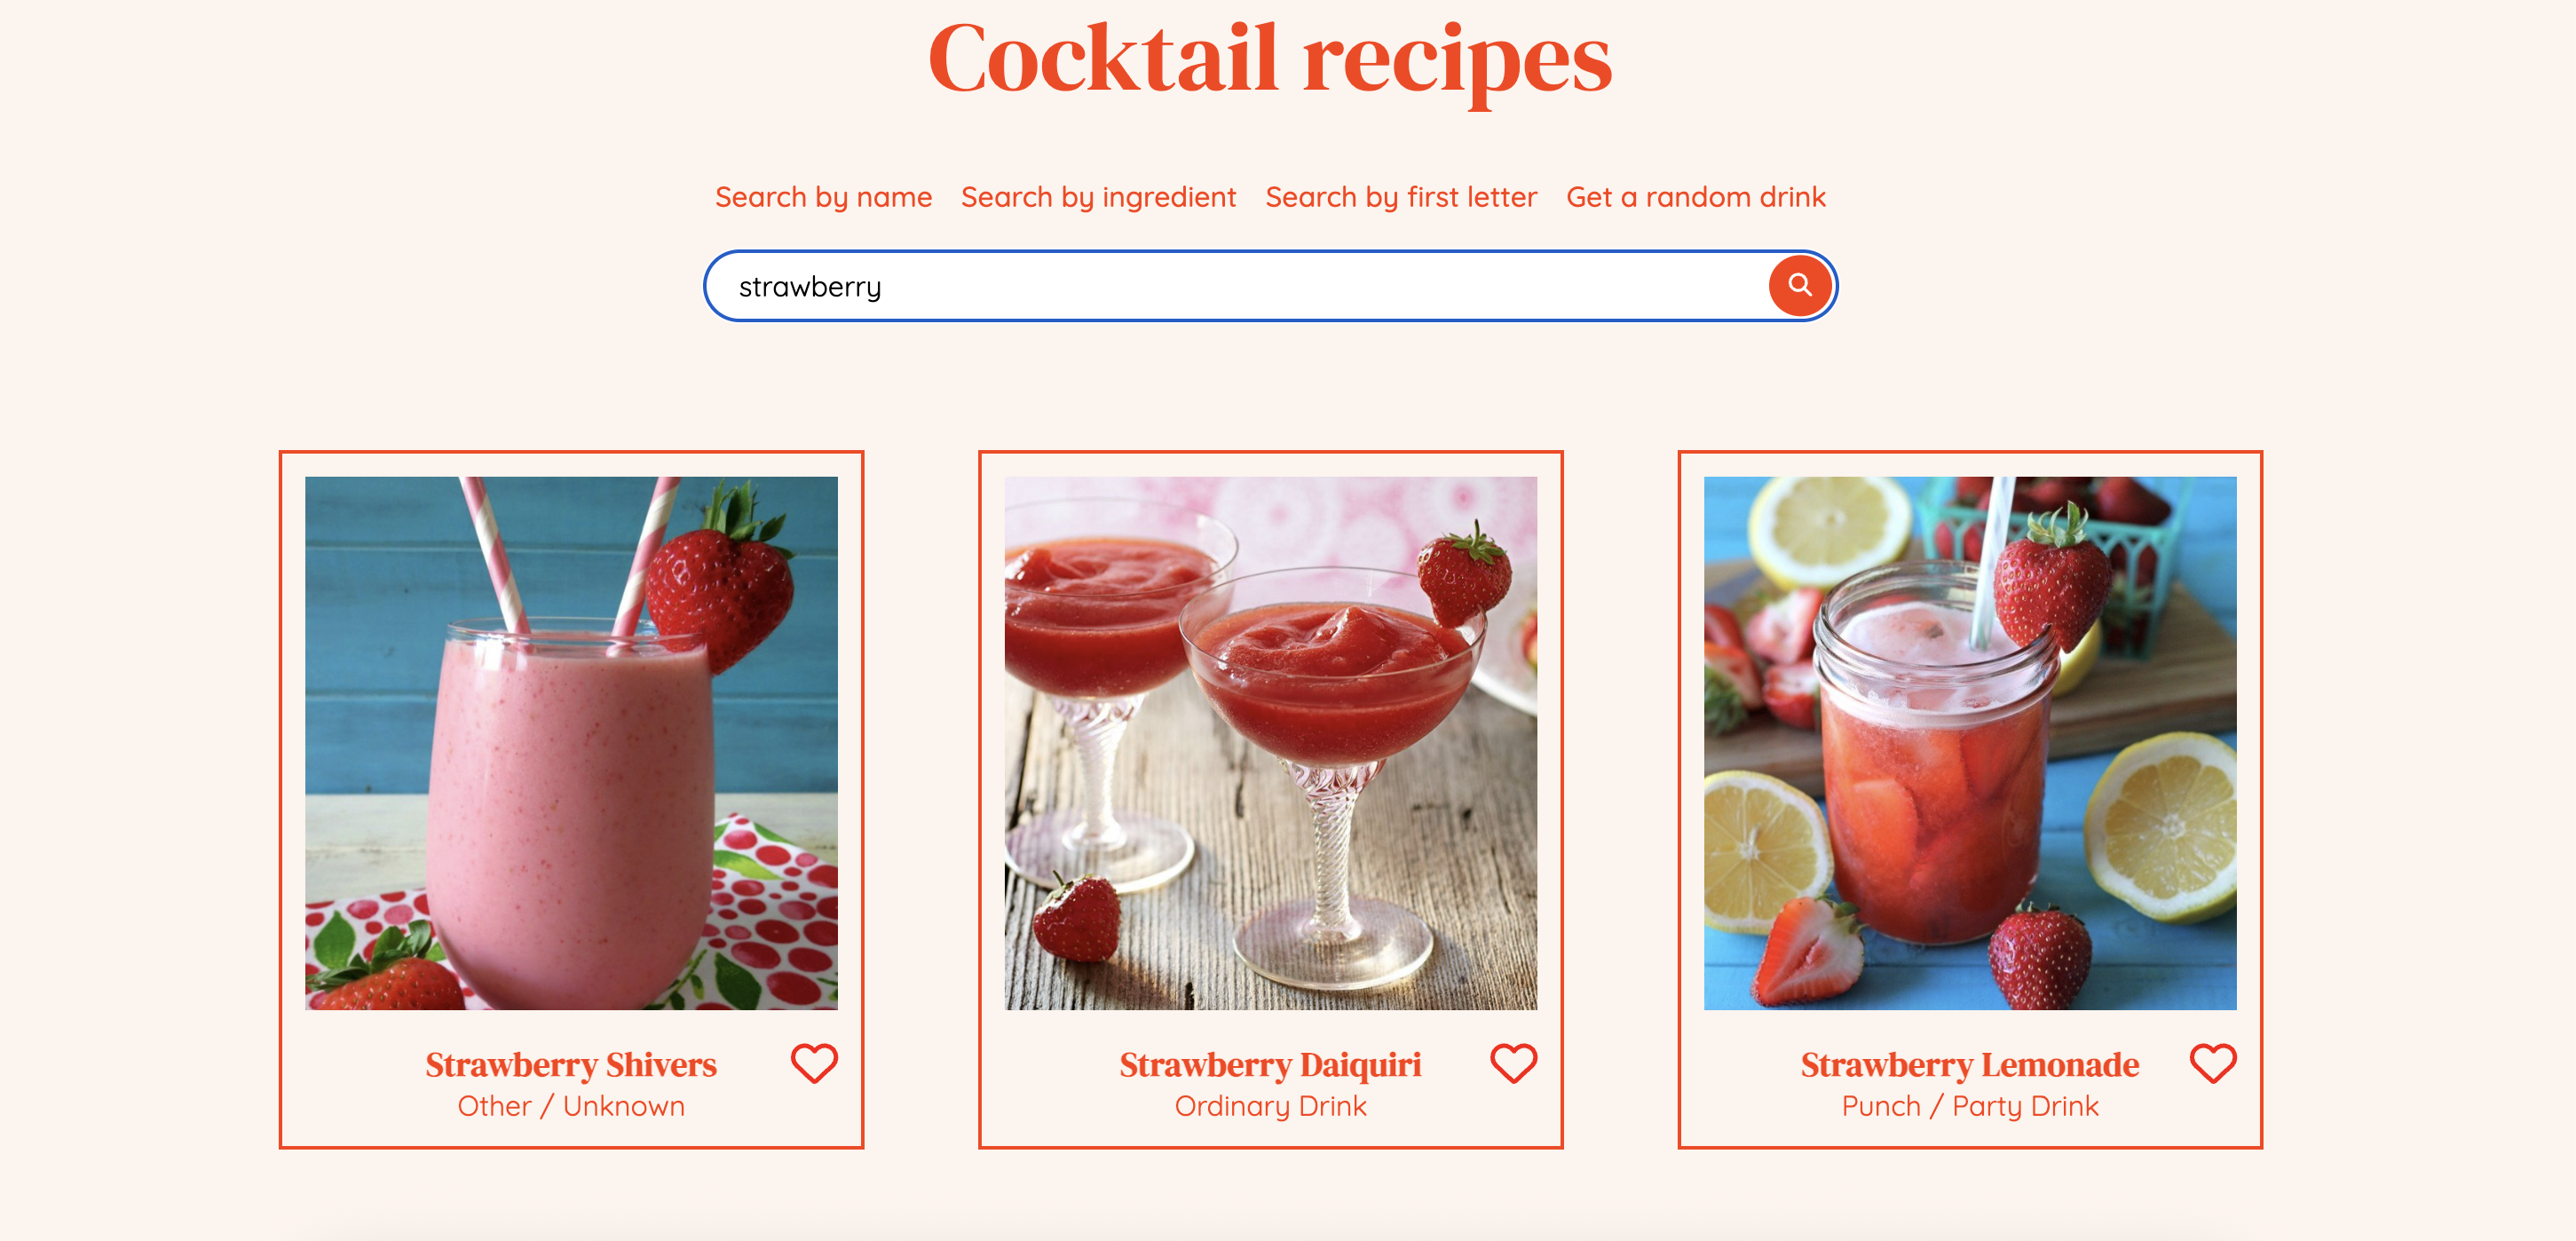 Cocktail recipes
Search by name Search by ingredient Search by first letter Get a random drink
strawberry
Strawberry Shivers
Other / Unknown
Strawberry Daiquiri
Ordinary Drink
Strawberry Lemonade
Punch / Party Drink